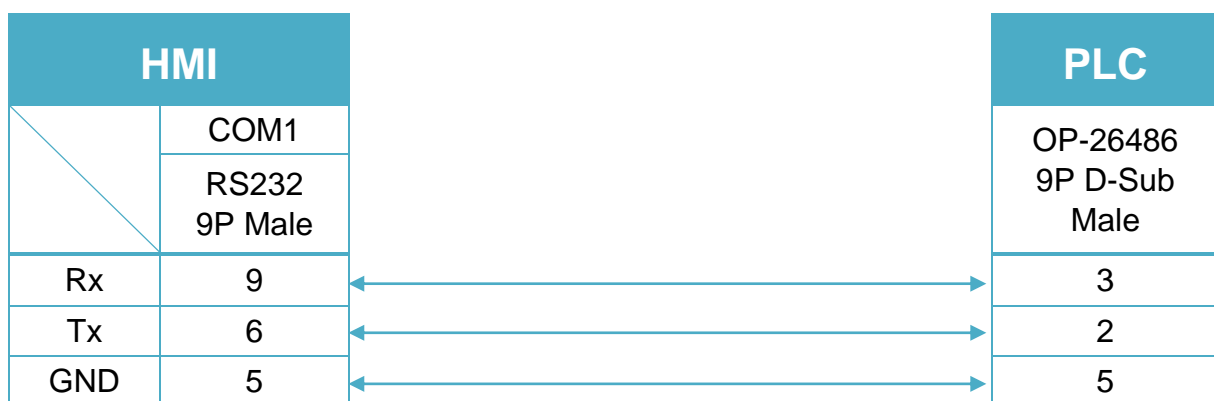 HMI PLC
COM1
RS232
9P Male
OP-26486
9P D-Sub
Male
Rx 9 3
Tx 6 2
GND 5 5